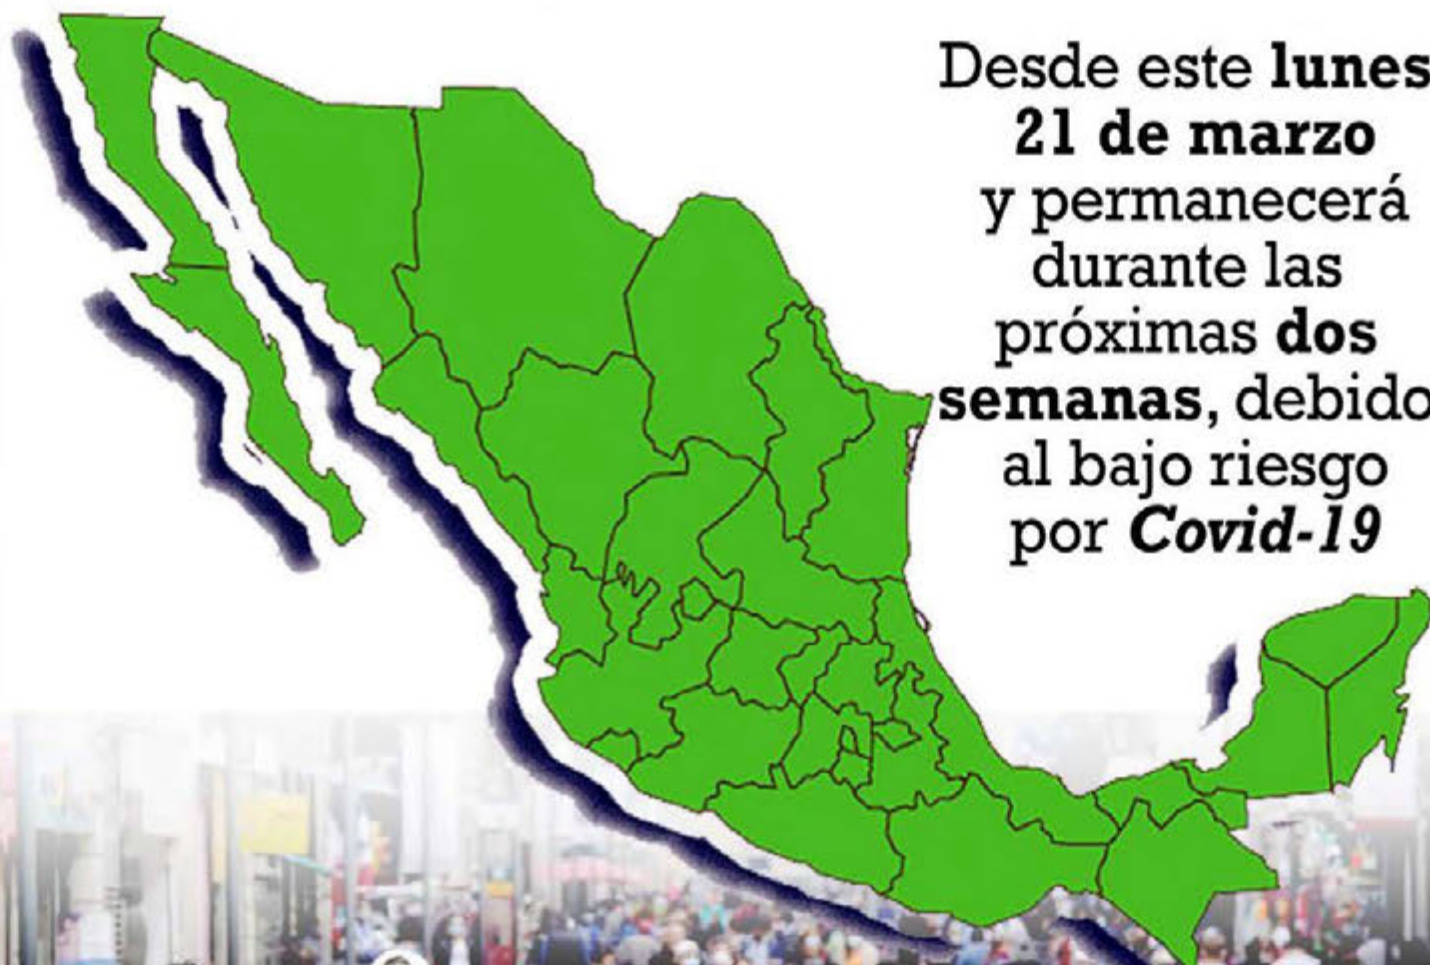 Desde este lunes
21 de marzo
y permanecerá
durante las
próximas dos
semanas, debido
al bajo riesgo
por Covid-19